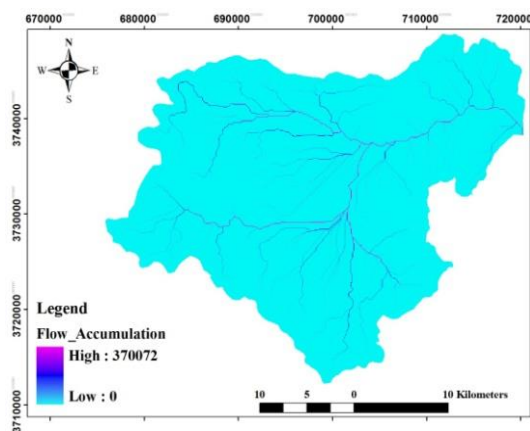 670000 680000 690000 700000 710000 720000
N
W E
S
3740000
3730000
3720000
3710000
Legend
Flow_Accumulation
High : 370072
Low : 0
10 5 0 10 Kilometers